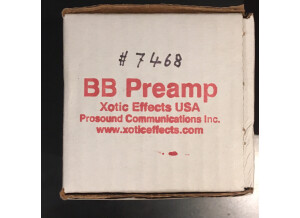 # 7468
BB Preamp
Xotic Effects USA
Prosound Communications Inc.
www.xoticeffects.com